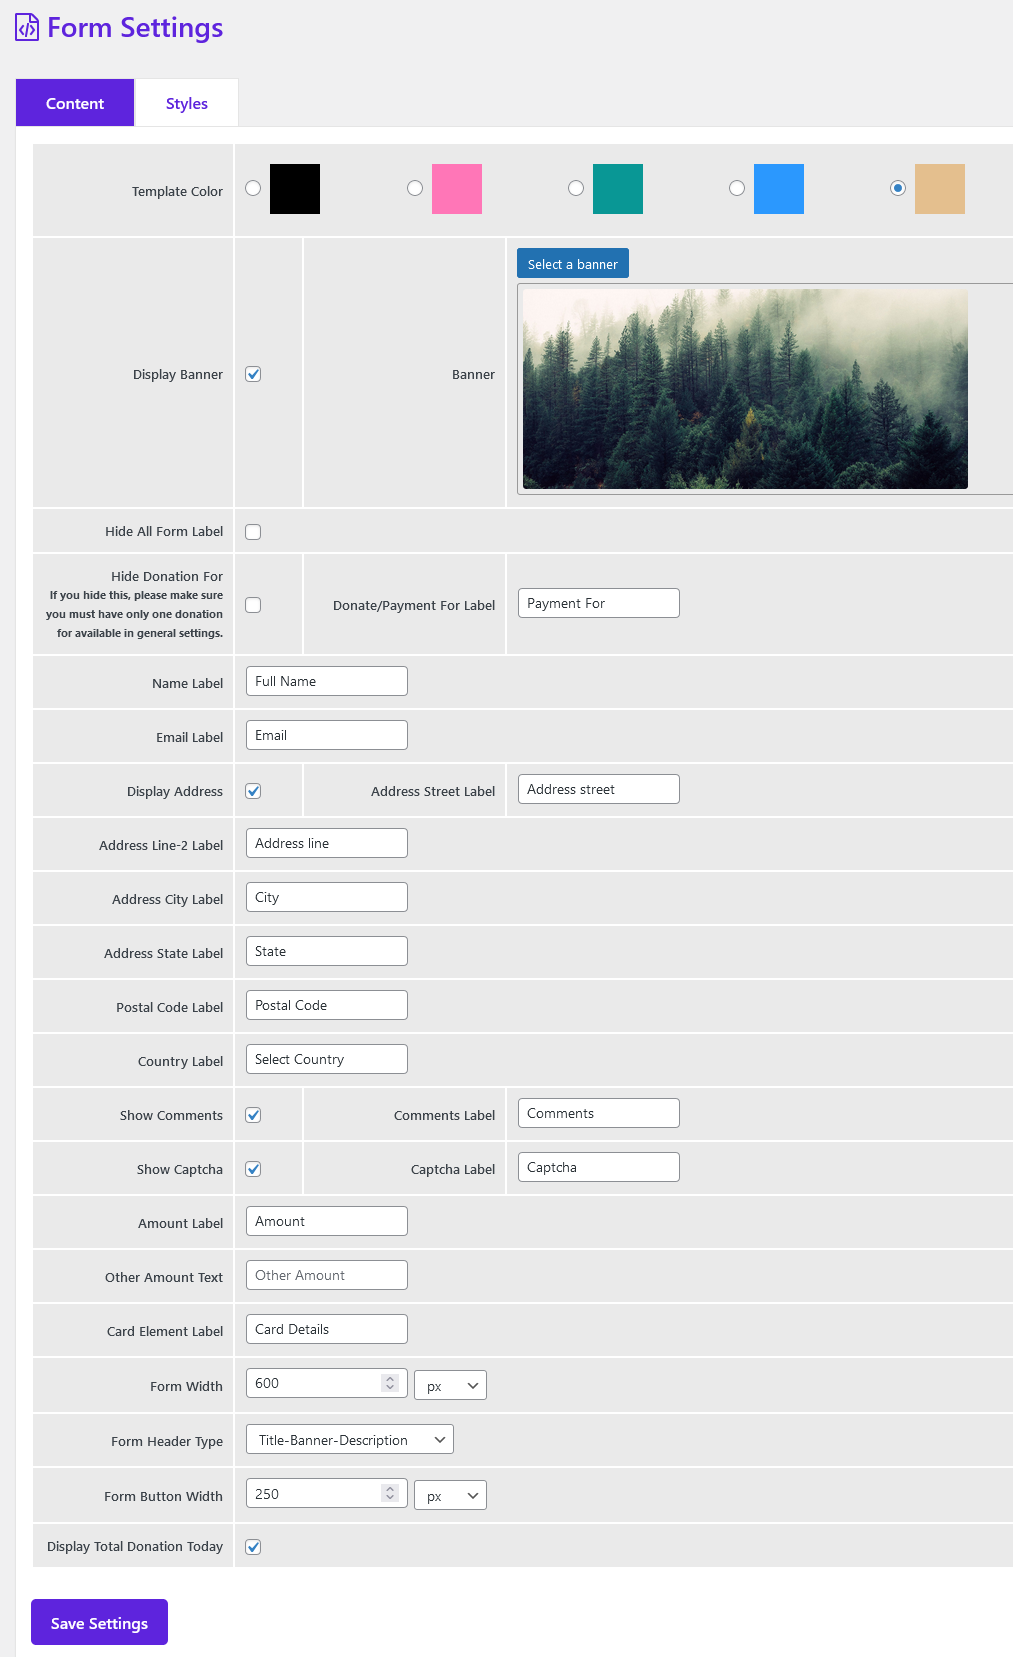 Form Settings
Content
Styles
Template Color
Display Banner
Banner
Select a banner
Hide All Form Label
Hide Donation For
If you hide this, please make sure
you must have only one donation
for available in general settings.
Donate/Payment For Label
Payment For
Name Label
Full Name
Email Label
Email
Display Address
Address Street Label
Address street
Address Line-2 Label
Address line
Address City Label
City
Address State Label
State
Postal Code Label
Postal Code
Country Label
Select Country
Show Comments
Comments Label
Comments
Show Captcha
Captcha Label
Captcha
Amount Label
Amount
Other Amount Text
Other Amount
Card Element Label
Card Details
Form Width
600
px
Form Header Type
Title-Banner-Description
Form Button Width
250
px
Display Total Donation Today
Save Settings